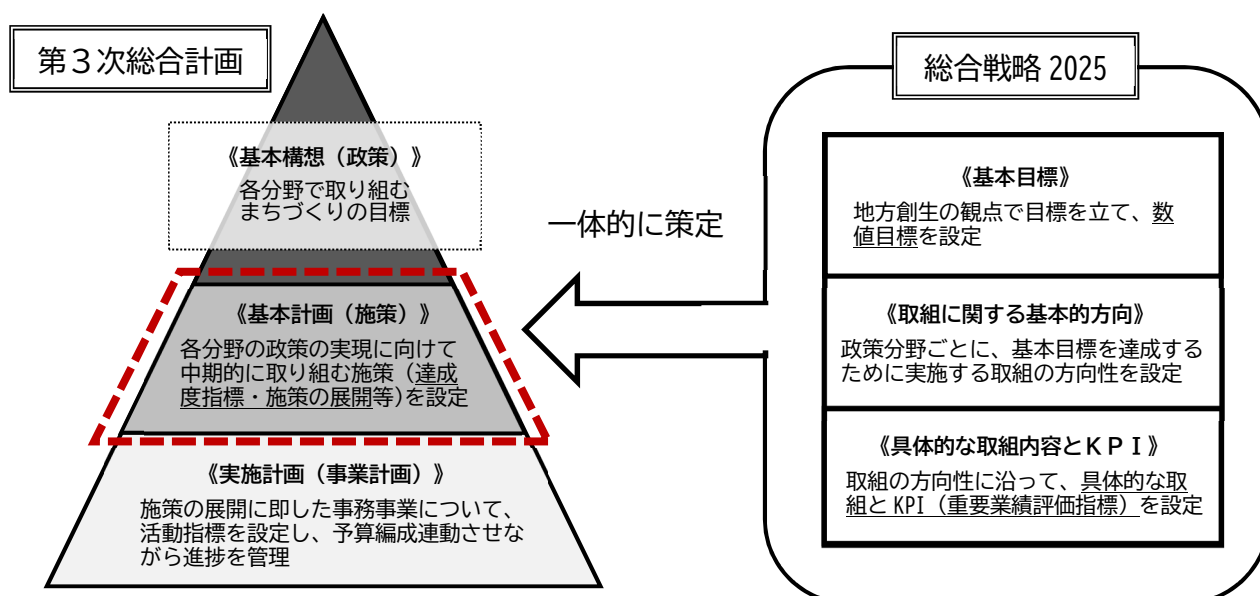 第３次総合計画
《基本構想（政策）》
各分野で取り組む
まちづくりの目標
《基本計画（施策）》
各分野の政策の実現に向けて
中期的に取り組む施策（達成
度指標・施策の展開等)を設定
《実施計画（事業計画）》
施策の展開に即した事務事業について、
活動指標を設定し、予算編成連動させな
がら進捗を管理
一体的に策定
総合戦略 2025
《基本目標》
地方創生の観点で目標を立て、数
値目標を設定
《取組に関する基本的方向》
政策分野ごとに、基本目標を達成する
ために実施する取組の方向性を設定
《具体的な取組内容とＫＰＩ》
取組の方向性に沿って、具体的な取
組と KPI（重要業績評価指標）を設定